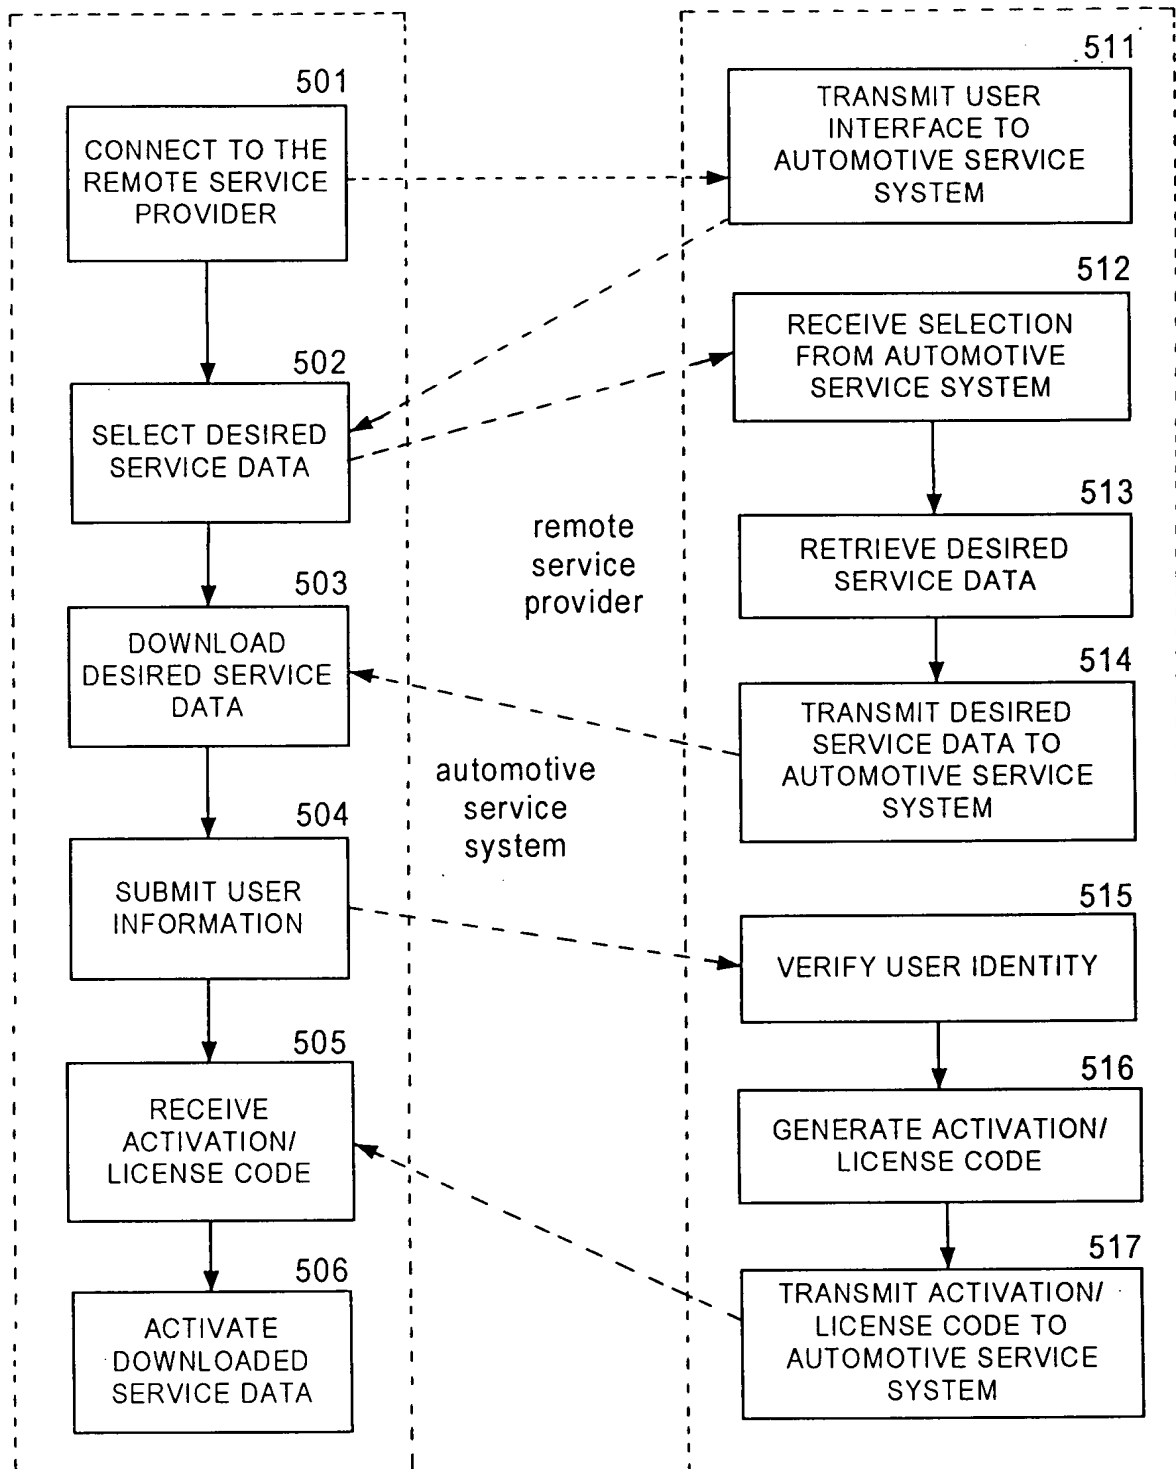 501
CONNECT TO THE
REMOTE SERVICE
PROVIDER
502
SELECT DESIRED
SERVICE DATA
503
DOWNLOAD
DESIRED SERVICE
DATA
504
SUBMIT USER
INFORMATION
505
RECEIVE
ACTIVATION/
LICENSE CODE
506
ACTIVATE
DOWNLOADED
SERVICE DATA
remote
service
provider
automotive
service
system
511
TRANSMIT USER
INTERFACE TO
AUTOMOTIVE SERVICE
SYSTEM
512
RECEIVE SELECTION
FROM AUTOMOTIVE
SERVICE SYSTEM
513
RETRIEVE DESIRED
SERVICE DATA
514
TRANSMIT DESIRED
SERVICE DATA TO
AUTOMOTIVE SERVICE
SYSTEM
515
VERIFY USER IDENTITY
516
GENERATE ACTIVATION/
LICENSE CODE
517
TRANSMIT ACTIVATION/
LICENSE CODE TO
AUTOMOTIVE SERVICE
SYSTEM